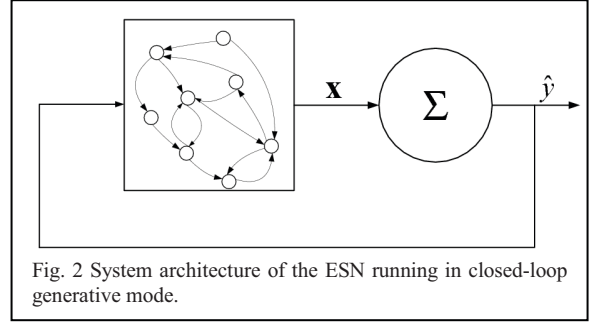 x
Σ
ŷ
Fig. 2 System architecture of the ESN running in closed-loop
generative mode.